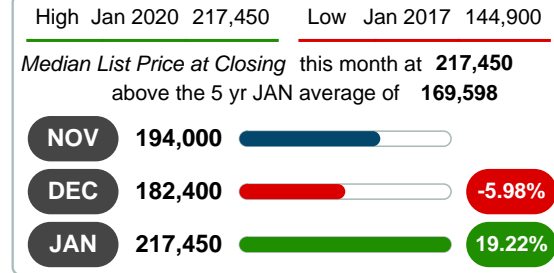 High Jan 2020 217,450 Low Jan 2017 144,900
Median List Price at Closing this month at 217,450
above the 5 yr JAN average of 169,598
NOV 194,000
DEC 182,400 -5.98%
JAN 217,450 19.22%